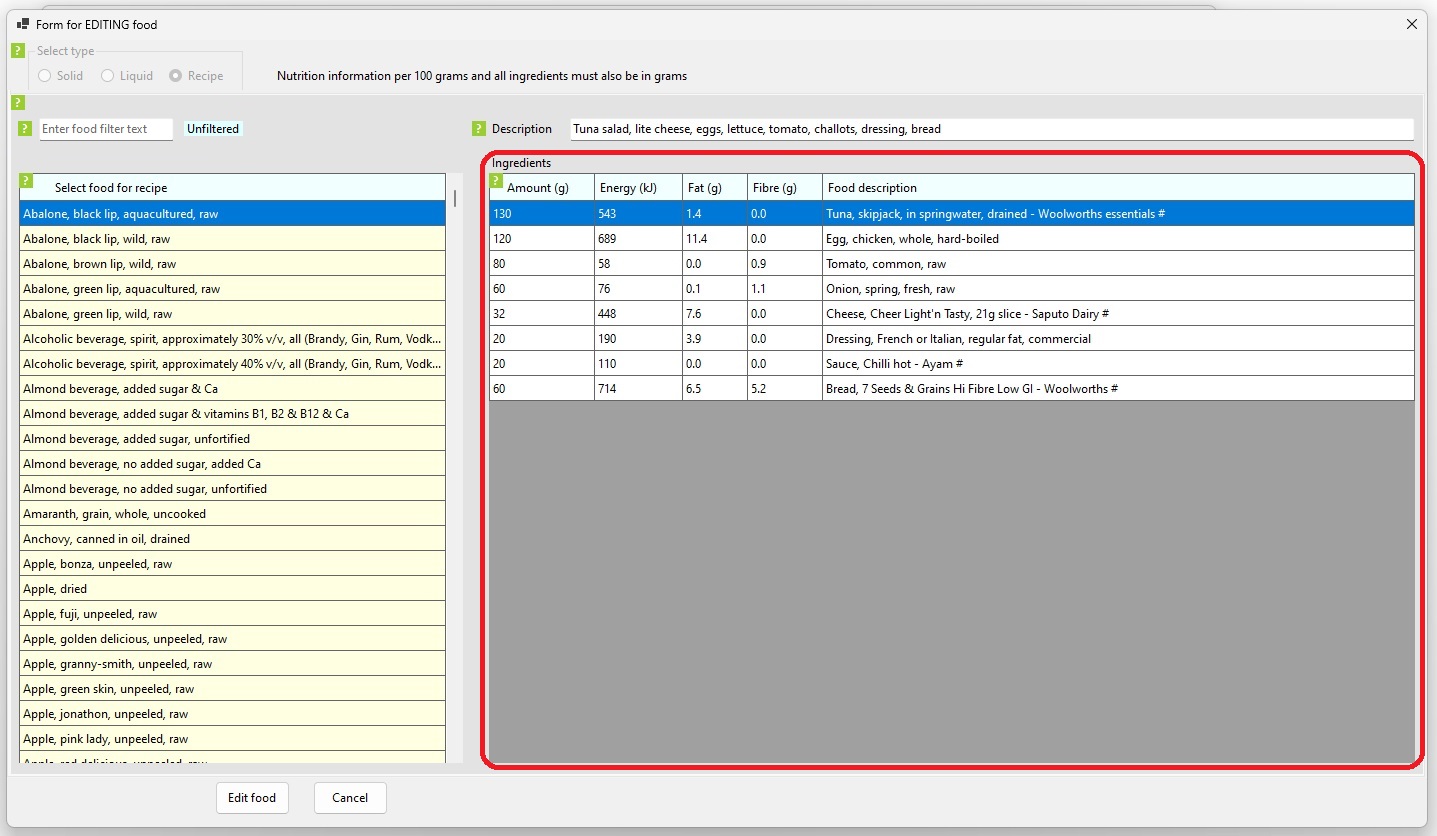 Form for EDITING food
? Select type
Solid Liquid Recipe
Nutrition information per 100 grams and all ingredients must also be in grams
?
? Enter food filter text Unfiltered
? Description Tuna salad, lite cheese, eggs, lettuce, tomato, challots, dressing, bread
? Select food for recipe
Abalone, black lip, aquacultured, raw
Abalone, black lip, wild, raw
Abalone, brown lip, wild, raw
Abalone, green lip, aquacultured, raw
Abalone, green lip, wild, raw
Alcoholic beverage, spirit, approximately 30% v/v, all (Brandy, Gin, Rum, Vodk...
Alcoholic beverage, spirit, approximately 40% v/v, all (Brandy, Gin, Rum, Vodk...
Almond beverage, added sugar & Ca
Almond beverage, added sugar & vitamins B1, B2 & B12 & Ca
Almond beverage, added sugar, unfortified
Almond beverage, no added sugar, added Ca
Almond beverage, no added sugar, unfortified
Amaranth, grain, whole, uncooked
Anchovy, canned in oil, drained
Apple, bonza, unpeeled, raw
Apple, dried
Apple, fuji, unpeeled, raw
Apple, golden delicious, unpeeled, raw
Apple, granny-smith, unpeeled, raw
Apple, green skin, unpeeled, raw
Apple, jonathon, unpeeled, raw
Apple, pink lady, unpeeled, raw
Apple, red delicious, unpeeled, raw
Ingredients
? Amount (g) Energy (kJ) Fat (g) Fibre (g) Food description
130 543 1.4 0.0 Tuna, skipjack, in springwater, drained - Woolworths essentials #
120 689 11.4 0.0 Egg, chicken, whole, hard-boiled
80 58 0.0 0.9 Tomato, common, raw
60 76 0.1 1.1 Onion, spring, fresh, raw
32 448 7.6 0.0 Cheese, Cheer Light'n Tasty, 21g slice - Saputo Dairy #
20 190 3.9 0.0 Dressing, French or Italian, regular fat, commercial
20 110 0.0 0.0 Sauce, Chilli hot - Ayam #
60 714 6.5 5.2 Bread, 7 Seeds & Grains Hi Fibre Low GI - Woolworths #
Edit food Cancel